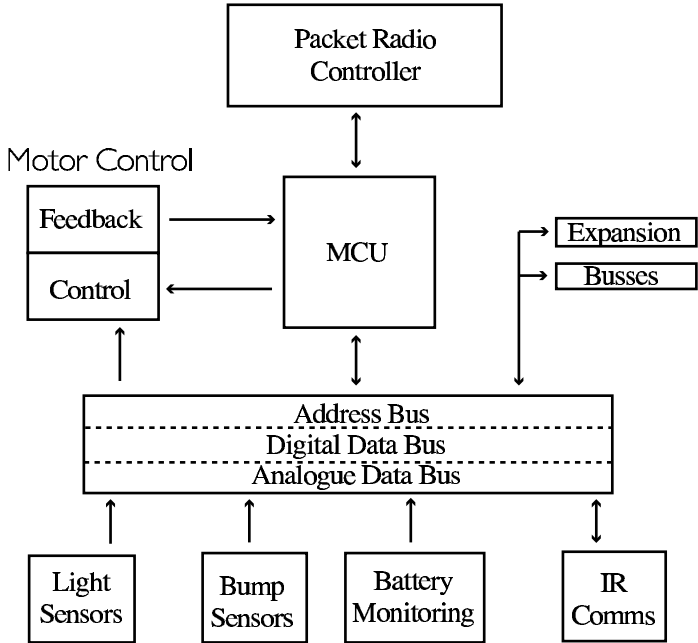 Packet Radio
Controller
Motor Control
Feedback
MCU
Expansion
Control
Busses
Address Bus
Digital Data Bus
Analogue Data Bus
Light
Sensors
Bump
Sensors
Battery
Monitoring
IR
Comms